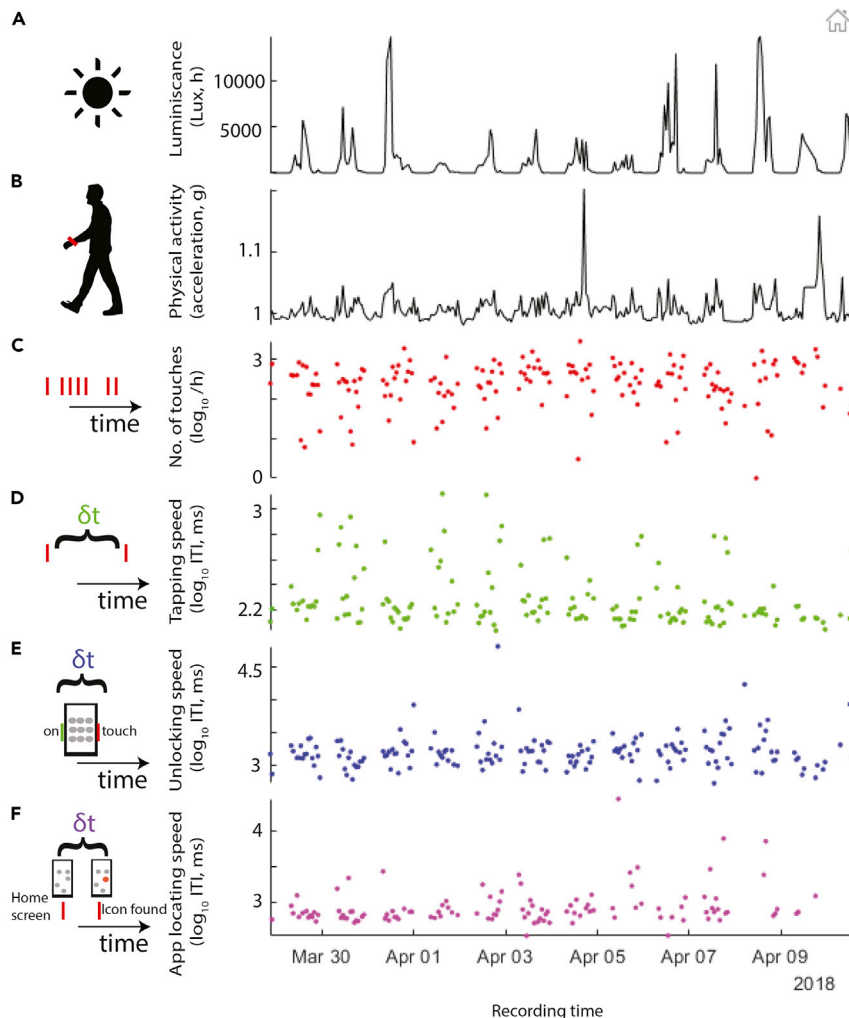 A
Luminiscance
(Lux, h)
10000
5000
B
Physical activity
(acceleration, g)
1.1
1
C
time
No. of touches
(log10 /h)
3
0
D
δt
time
Tapping speed
(log10 ITI, ms)
3
2.2
E
δt
on
touch
time
Unlocking speed
(log10 ITI, ms)
4.5
3
F
δt
Home
screen
Icon found
time
App locating speed
(log10 ITI, ms)
4
3
Mar 30 Apr 01 Apr 03 Apr 05 Apr 07 Apr 09
2018
Recording time